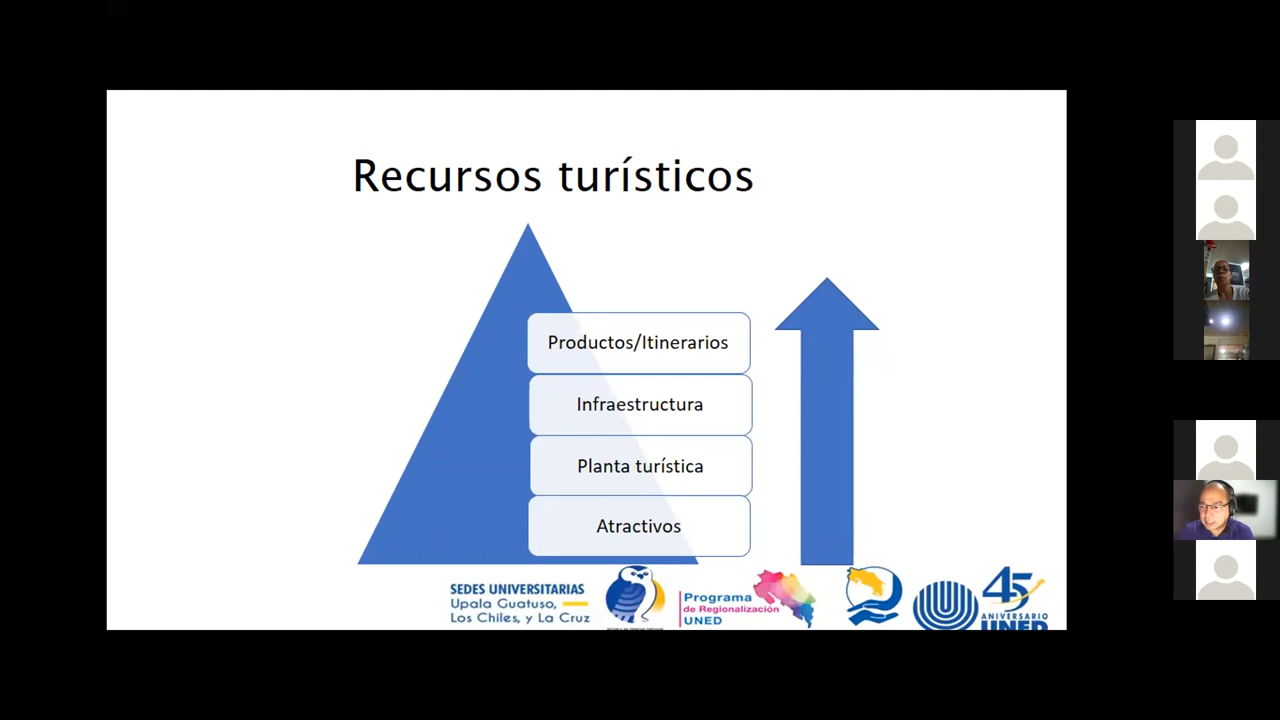 Recursos turísticos
Productos/Itinerarios
Infraestructura
Planta turística
Atractivos
SEDES UNIVERSITARIAS
Upala Guatuso,
Los Chiles, y La Cruz
Programa
de Regionalización
UNED
45
ANIVERSARIO
UNED